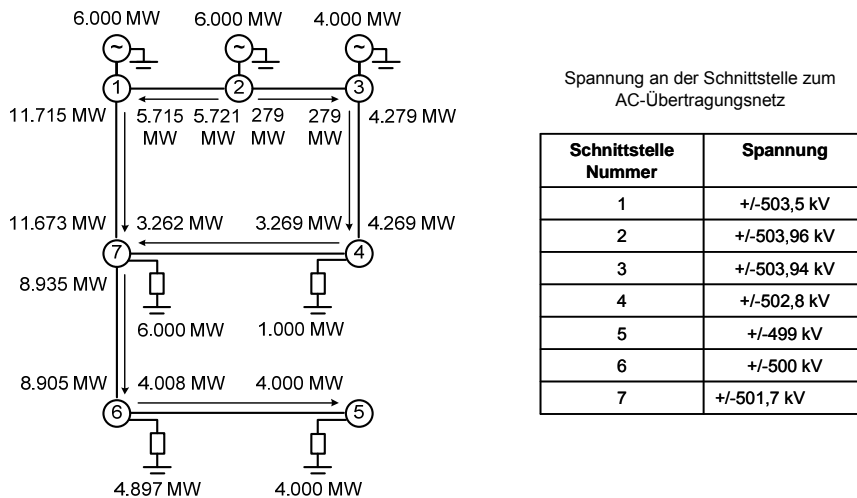 6.000 MW 6.000 MW 4.000 MW
~ ~ ~
1 2 3
11.715 MW 5.715 MW 5.721 MW 279 MW 279 MW 4.279 MW
11.673 MW 3.262 MW 3.269 MW 4.269 MW
7 4
8.935 MW
6.000 MW 1.000 MW
8.905 MW 4.008 MW 4.000 MW
6 5
4.897 MW 4.000 MW
Spannung an der Schnittstelle zum
AC-Übertragungsnetz
Schnittstelle Nummer Spannung
1 +/-503,5 kV
2 +/-503,96 kV
3 +/-503,94 kV
4 +/-502,8 kV
5 +/-499 kV
6 +/-500 kV
7 +/-501,7 kV